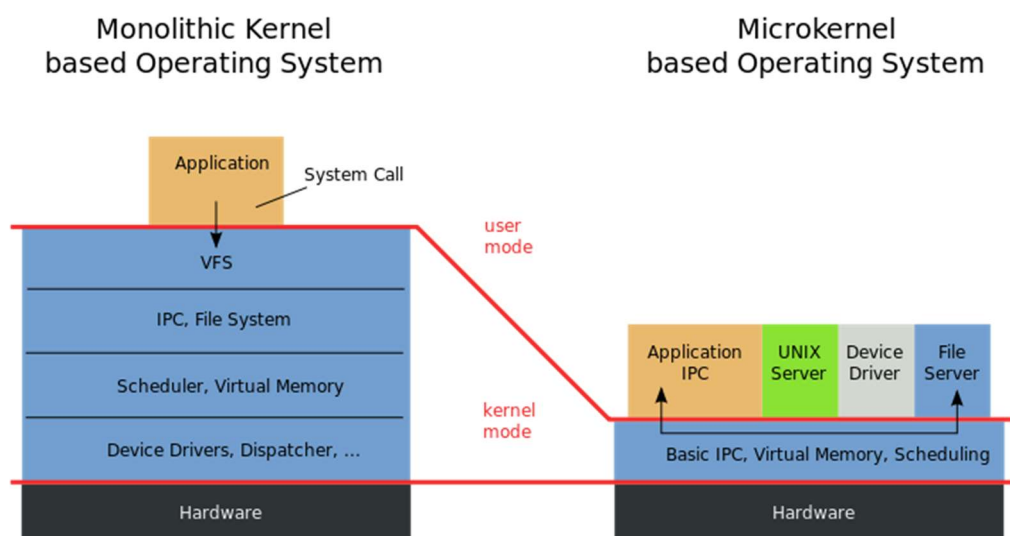 Monolithic Kernel
based Operating System
Microkernel
based Operating System
Application
System Call
VFS
IPC, File System
Scheduler, Virtual Memory
Device Drivers, Dispatcher, ...
Hardware
user
mode
kernel
mode
Application
IPC
UNIX
Server
Device
Driver
File
Server
Basic IPC, Virtual Memory, Scheduling
Hardware